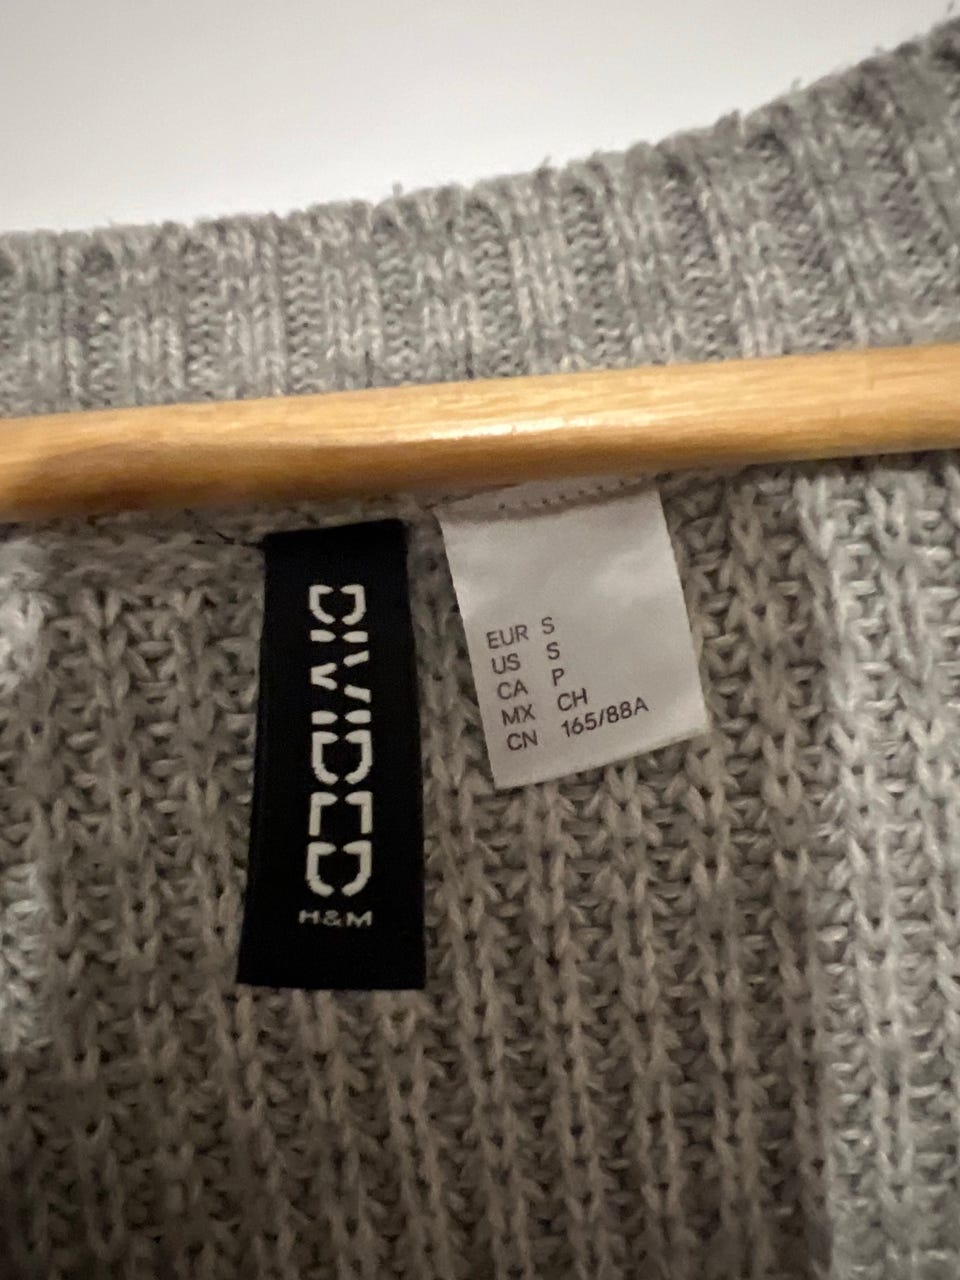 DIVIDED
H&M
EUR S
US S
CA P
MX CH
CN 165/88A